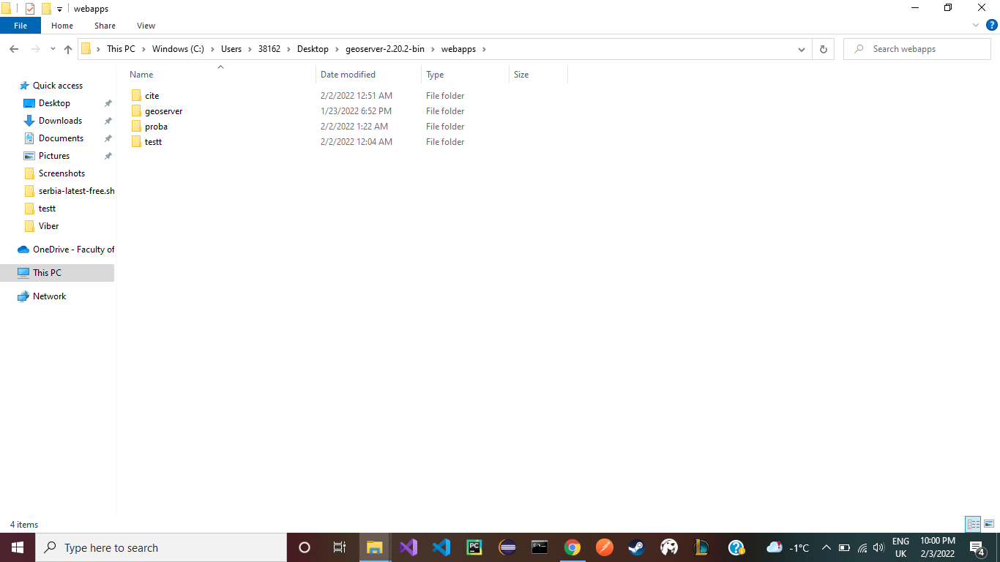 webapps
File Home Share View
This PC Windows (C:) Users 38162 Desktop geoserver-2.20.2-bin webapps Search webapps
Name Date modified Type Size
Quick access
Desktop
Downloads
Documents
Pictures
Screenshots
serbia-latest-free.sh
testt
Viber
OneDrive - Faculty of
This PC
Network
cite 2/2/2022 12:51 AM File folder
geoserver 1/23/2022 6:52 PM File folder
proba 2/2/2022 1:22 AM File folder
testt 2/2/2022 12:04 AM File folder
4 items
Type here to search
PC
-1°C
ENG
UK
10:00 PM
2/3/2022
4